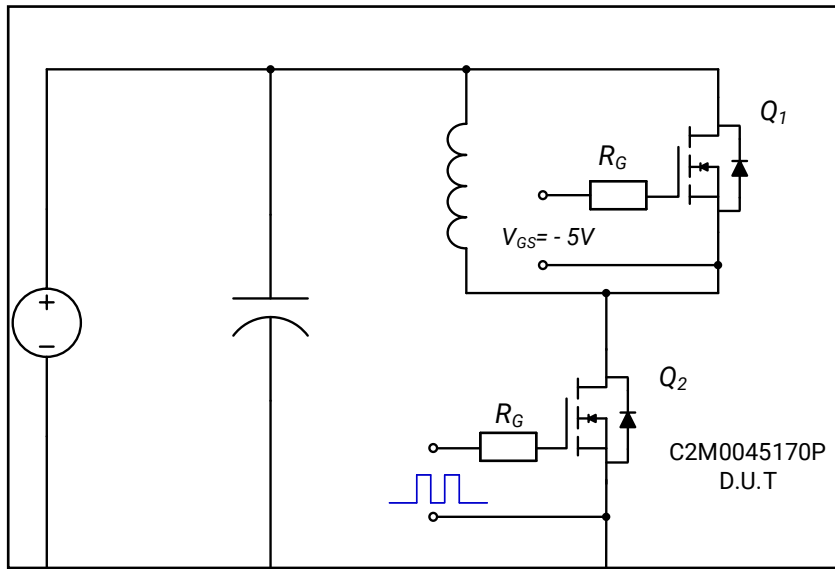 Q1
RG
VGS= - 5V
Q2
RG
C2M0045170P
D.U.T